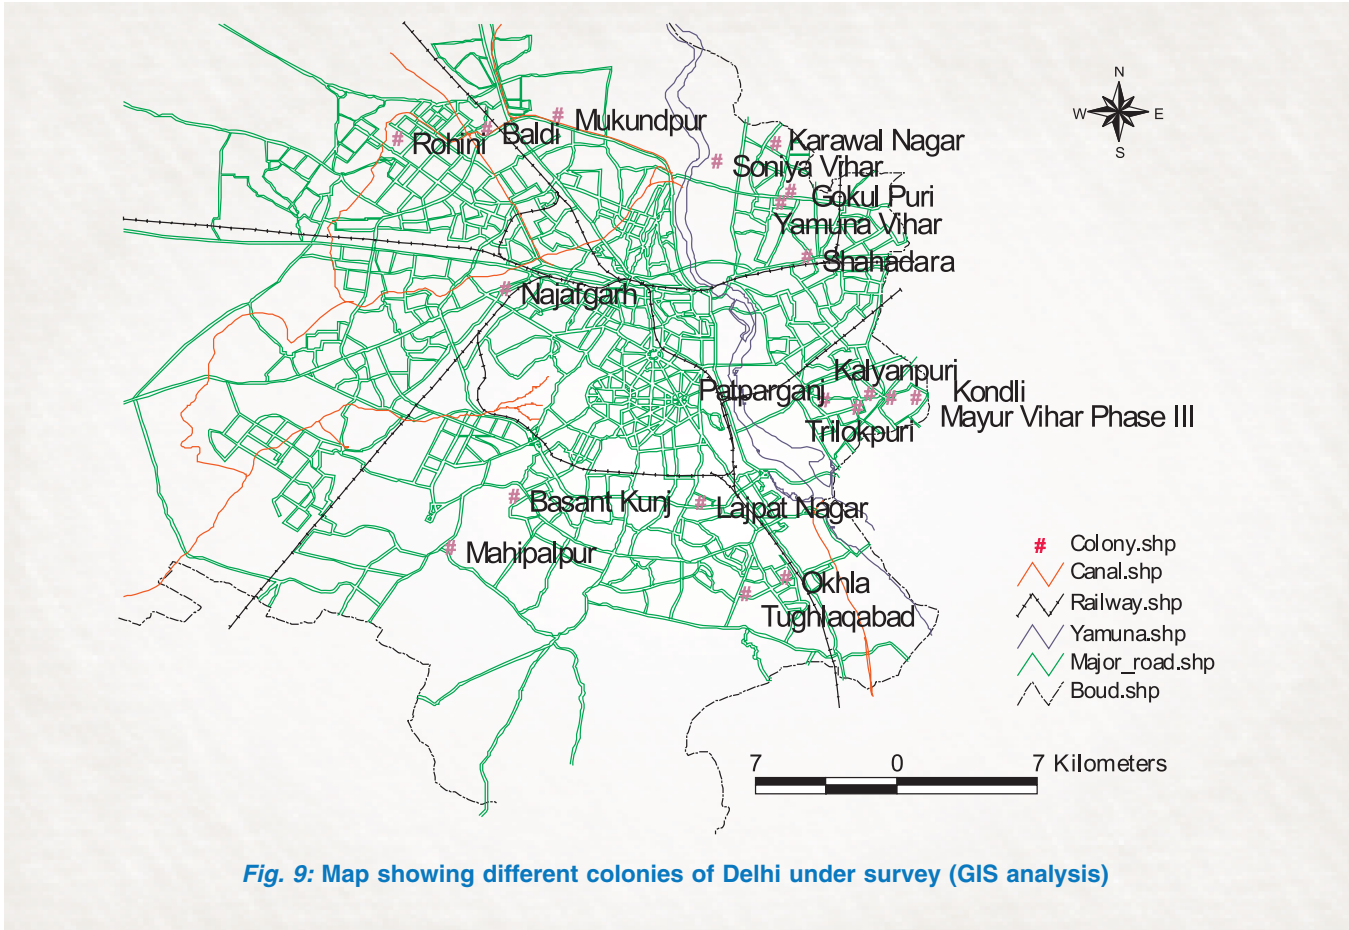 N
W E
S
Mukundpur
Baldi
Rohini
Karawal Nagar
Soniya Vihar
Gokul Puri
Yamuna Vihar
Shahadara
Najafgarh
Kalyanpuri
Patparganj
Kondli
Mayur Vihar Phase III
Trilokpuri
Basant Kunj
Lajpat Nagar
Mahipalpur
Okhla
Tughlaqabad
# Colony.shp
Canal.shp
Railway.shp
Yamuna.shp
Major_road.shp
Boud.shp
7 0 7 Kilometers
Fig. 9: Map showing different colonies of Delhi under survey (GIS analysis)